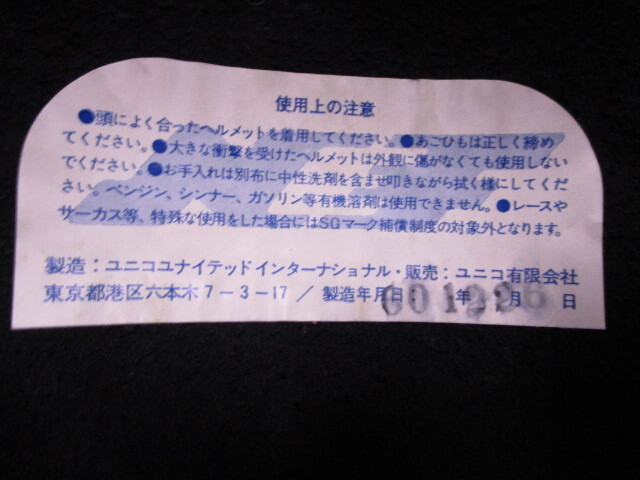 使用上の注意
●頭によく合ったヘルメットを着用してください。●あごひもは正しく締め
てください。●大きな衝撃を受けたヘルメットは外観に傷がなくても使用しない
でください。●お手入れは別布に中性洗剤を含ませ叩きながら拭く様にしてくだ
さい。ベンジン、シンナー、ガソリン等有機溶剤は使用できません。●レースや
サーカス等、特殊な使用をした場合にはSGマーク補償制度の対象外となります。
製造：ユニコユナイテッドインターナショナル・販売：ユニコ有限会社
東京都港区六本木7－3－17／製造年月日：601226年月日